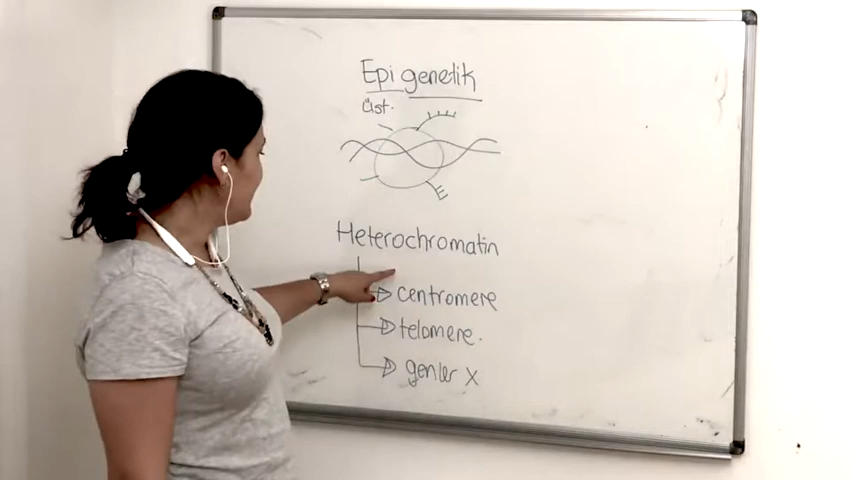 Epigenetik
üst.
Heterochromatin
centromere
telomere.
genler X